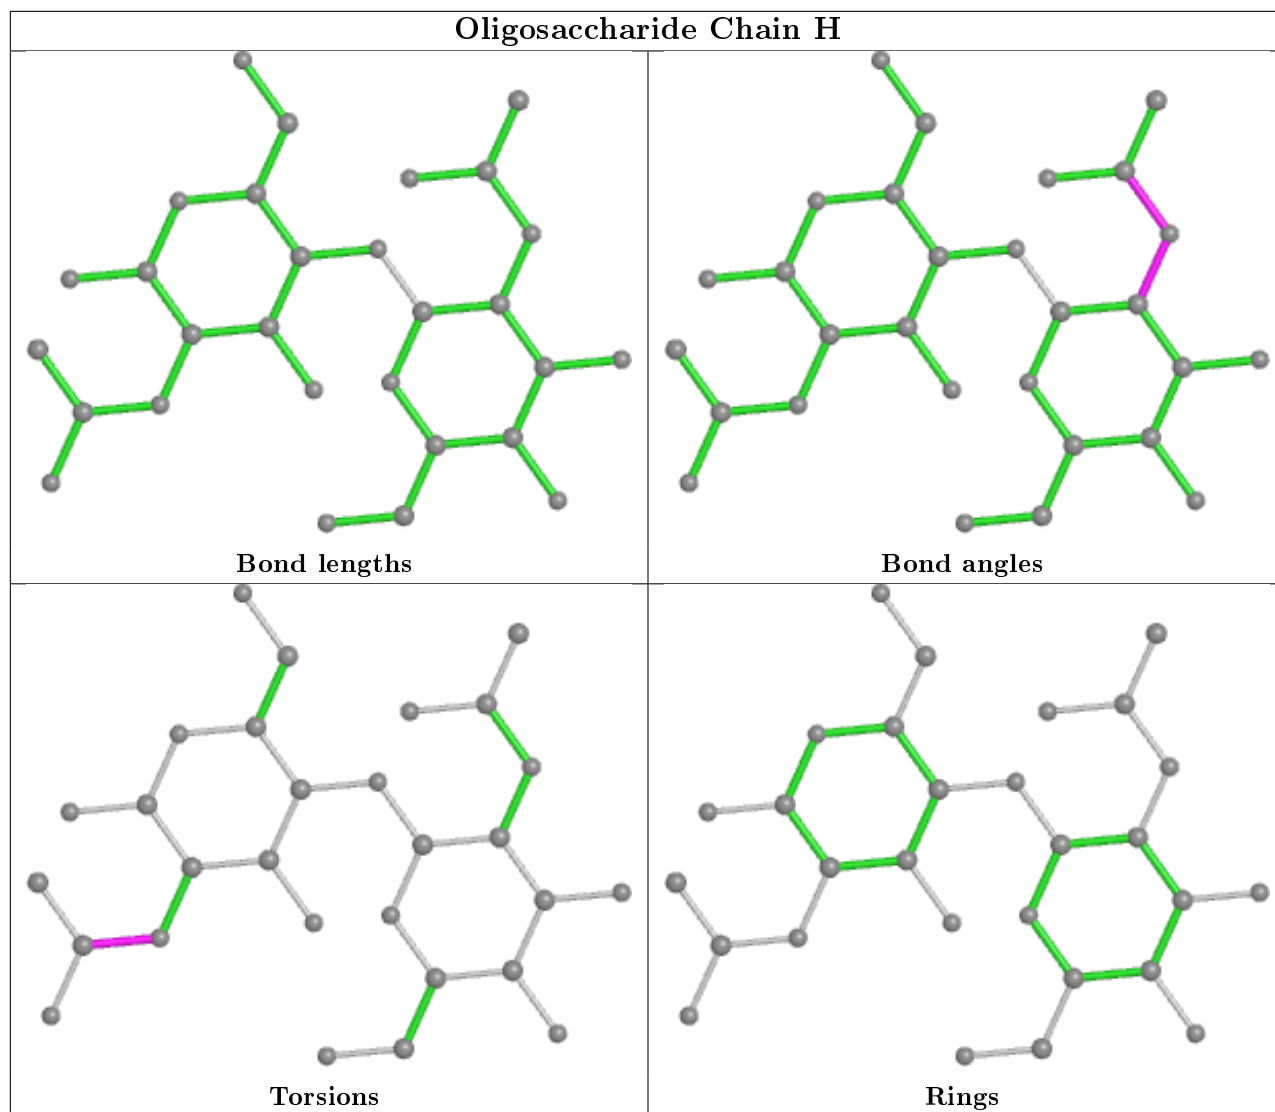 Oligosaccharide Chain H
Bond lengths
Bond angles
Torsions
Rings